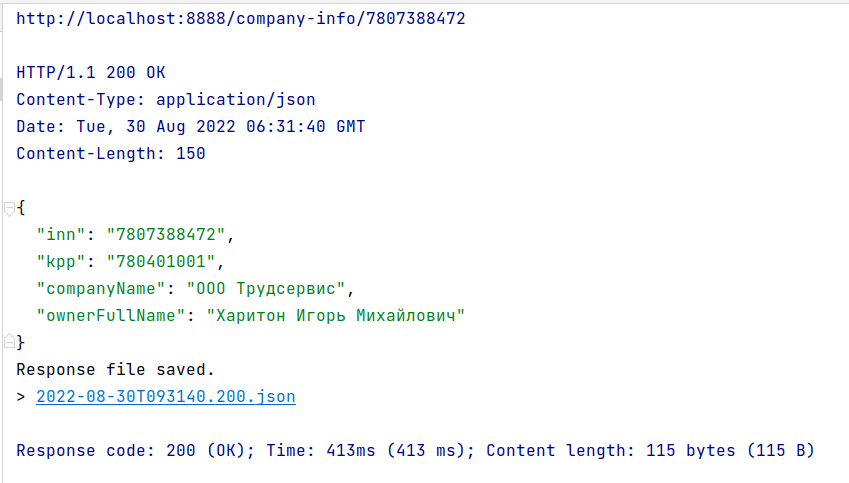 http://localhost:8888/company-info/7807388472
HTTP/1.1 200 OK
Content-Type: application/json
Date: Tue, 30 Aug 2022 06:31:40 GMT
Content-Length: 150
{
  "inn": "7807388472",
  "kpp": "780401001",
  "companyName": "ООО Трудсервис",
  "ownerFullName": "Харитон Игорь Михайлович"
}
Response file saved.
> 2022-08-30T093140.200.json
Response code: 200 (OK); Time: 413ms (413 ms); Content length: 115 bytes (115 B)